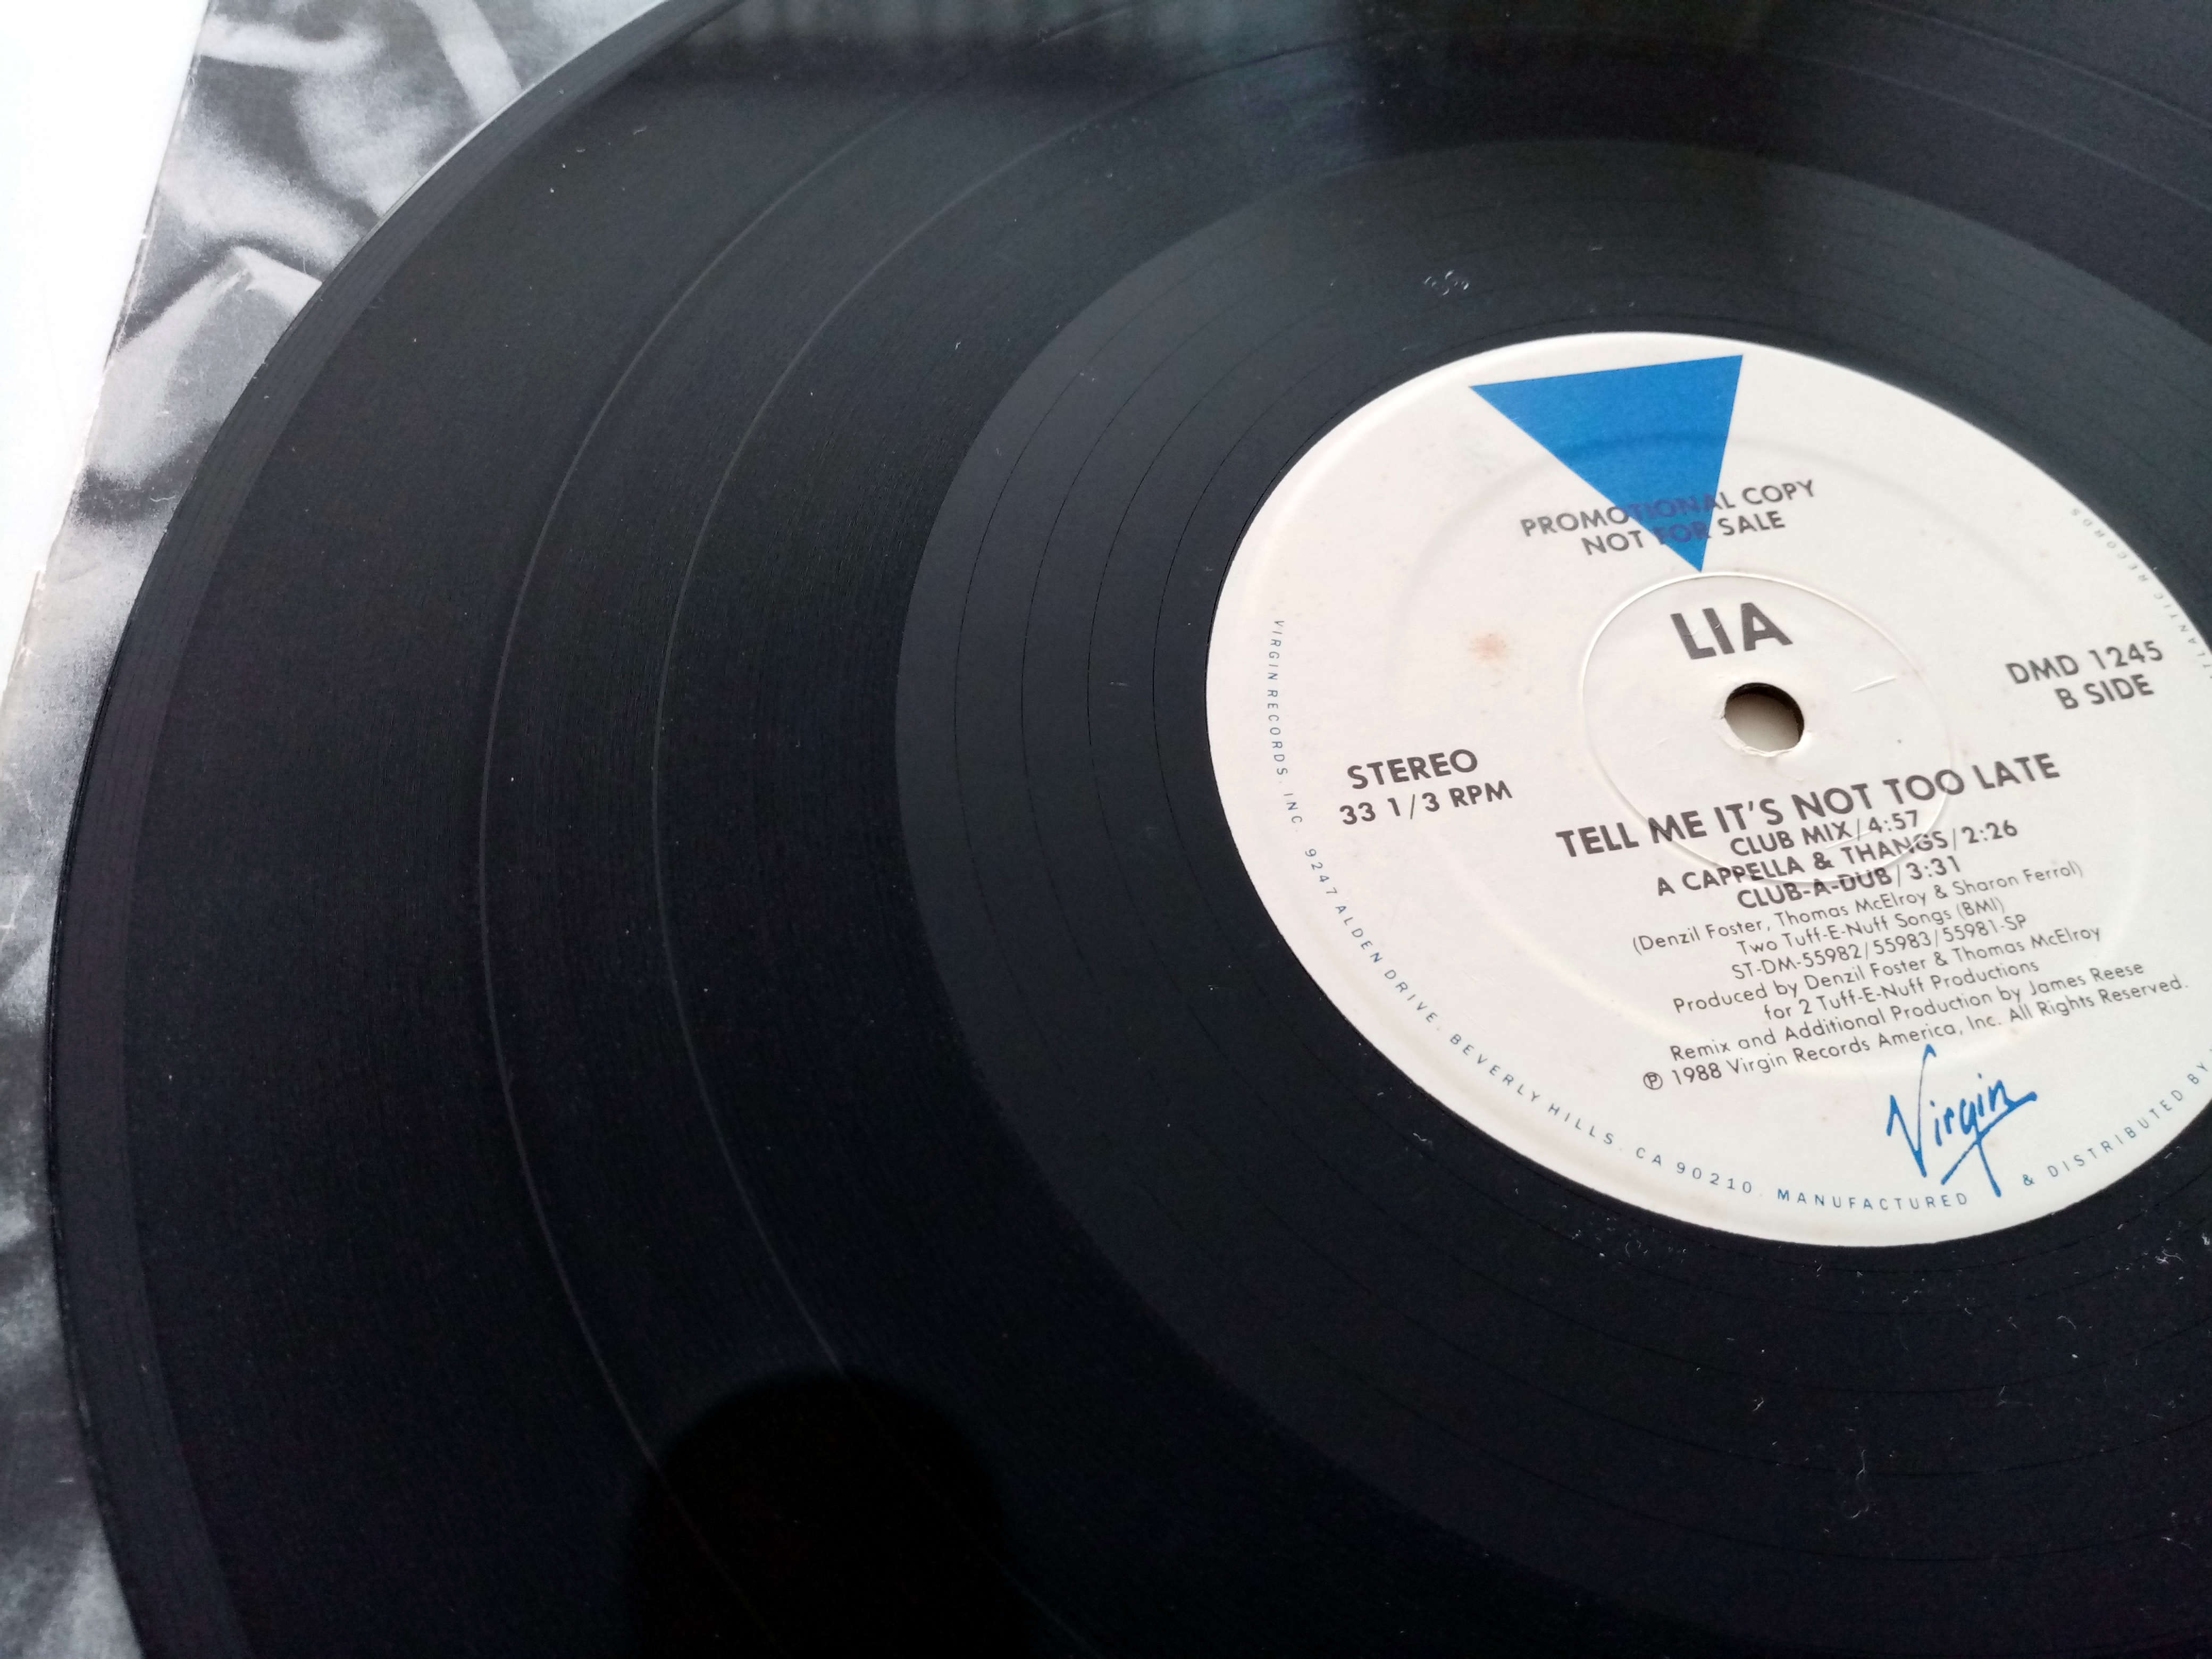 PROMOTIONAL COPY
NOT FOR SALE
LIA
DMD 1245
B SIDE
STEREO
33 1/3 RPM
TELL ME IT'S NOT TOO LATE
CLUB MIX/4:57
A CAPPELLA & THANGS/2:26
CLUB-A-DUB/3:31
(Denzil Foster, Thomas McElroy & Sharon Ferrol)
Two Tuff-E-Nuff Songs (BMI)
ST-DM-55982/55983/55981-SP
Produced by Denzil Foster & Thomas McElroy
for 2 Tuff-E-Nuff Productions
Remix and Additional Production by James Reese
℗ 1988 Virgin Records America, Inc. All Rights Reserved.
Virgin
VIRGIN RECORDS, INC. 9247 ALDEN DRIVE. BEVERLY HILLS. CA 90210. MANUFACTURED & DISTRIBUTED BY
RECORDS